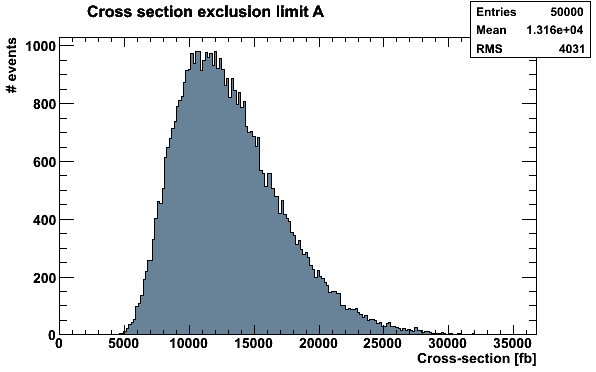 Cross section exclusion limit A
Entries 50000
Mean 1.316e+04
RMS 4031
# events
1000
800
600
400
200
0
0 5000 10000 15000 20000 25000 30000 35000
Cross-section [fb]